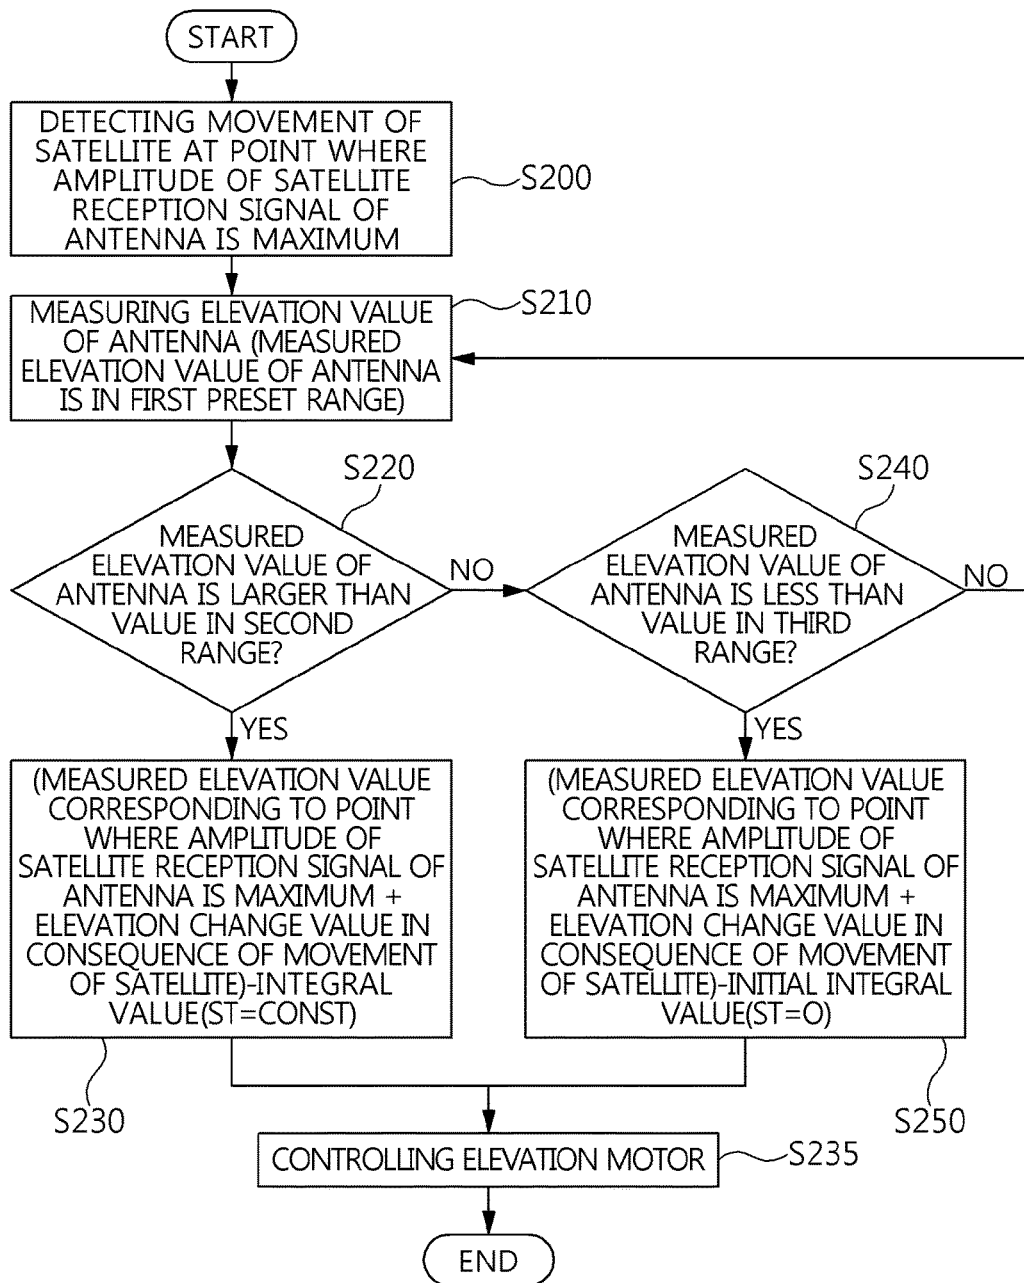 START
DETECTING MOVEMENT OF
SATELLITE AT POINT WHERE
AMPLITUDE OF SATELLITE
RECEPTION SIGNAL OF
ANTENNA IS MAXIMUM
S200
MEASURING ELEVATION VALUE
OF ANTENNA (MEASURED
ELEVATION VALUE OF ANTENNA
IS IN FIRST PRESET RANGE)
S210
S220
MEASURED
ELEVATION VALUE OF
ANTENNA IS LARGER THAN
VALUE IN SECOND
RANGE?
NO
YES
S240
MEASURED
ELEVATION VALUE OF
ANTENNA IS LESS THAN
VALUE IN THIRD
RANGE?
NO
YES
(MEASURED ELEVATION VALUE
CORRESPONDING TO POINT
WHERE AMPLITUDE OF
SATELLITE RECEPTION SIGNAL OF
ANTENNA IS MAXIMUM +
ELEVATION CHANGE VALUE IN
CONSEQUENCE OF MOVEMENT
OF SATELLITE)-INTEGRAL
VALUE(ST=CONST)
S230
(MEASURED ELEVATION VALUE
CORRESPONDING TO POINT
WHERE AMPLITUDE OF
SATELLITE RECEPTION SIGNAL OF
ANTENNA IS MAXIMUM +
ELEVATION CHANGE VALUE IN
CONSEQUENCE OF MOVEMENT
OF SATELLITE)-INITIAL INTEGRAL
VALUE(ST=O)
S250
CONTROLLING ELEVATION MOTOR
S235
END